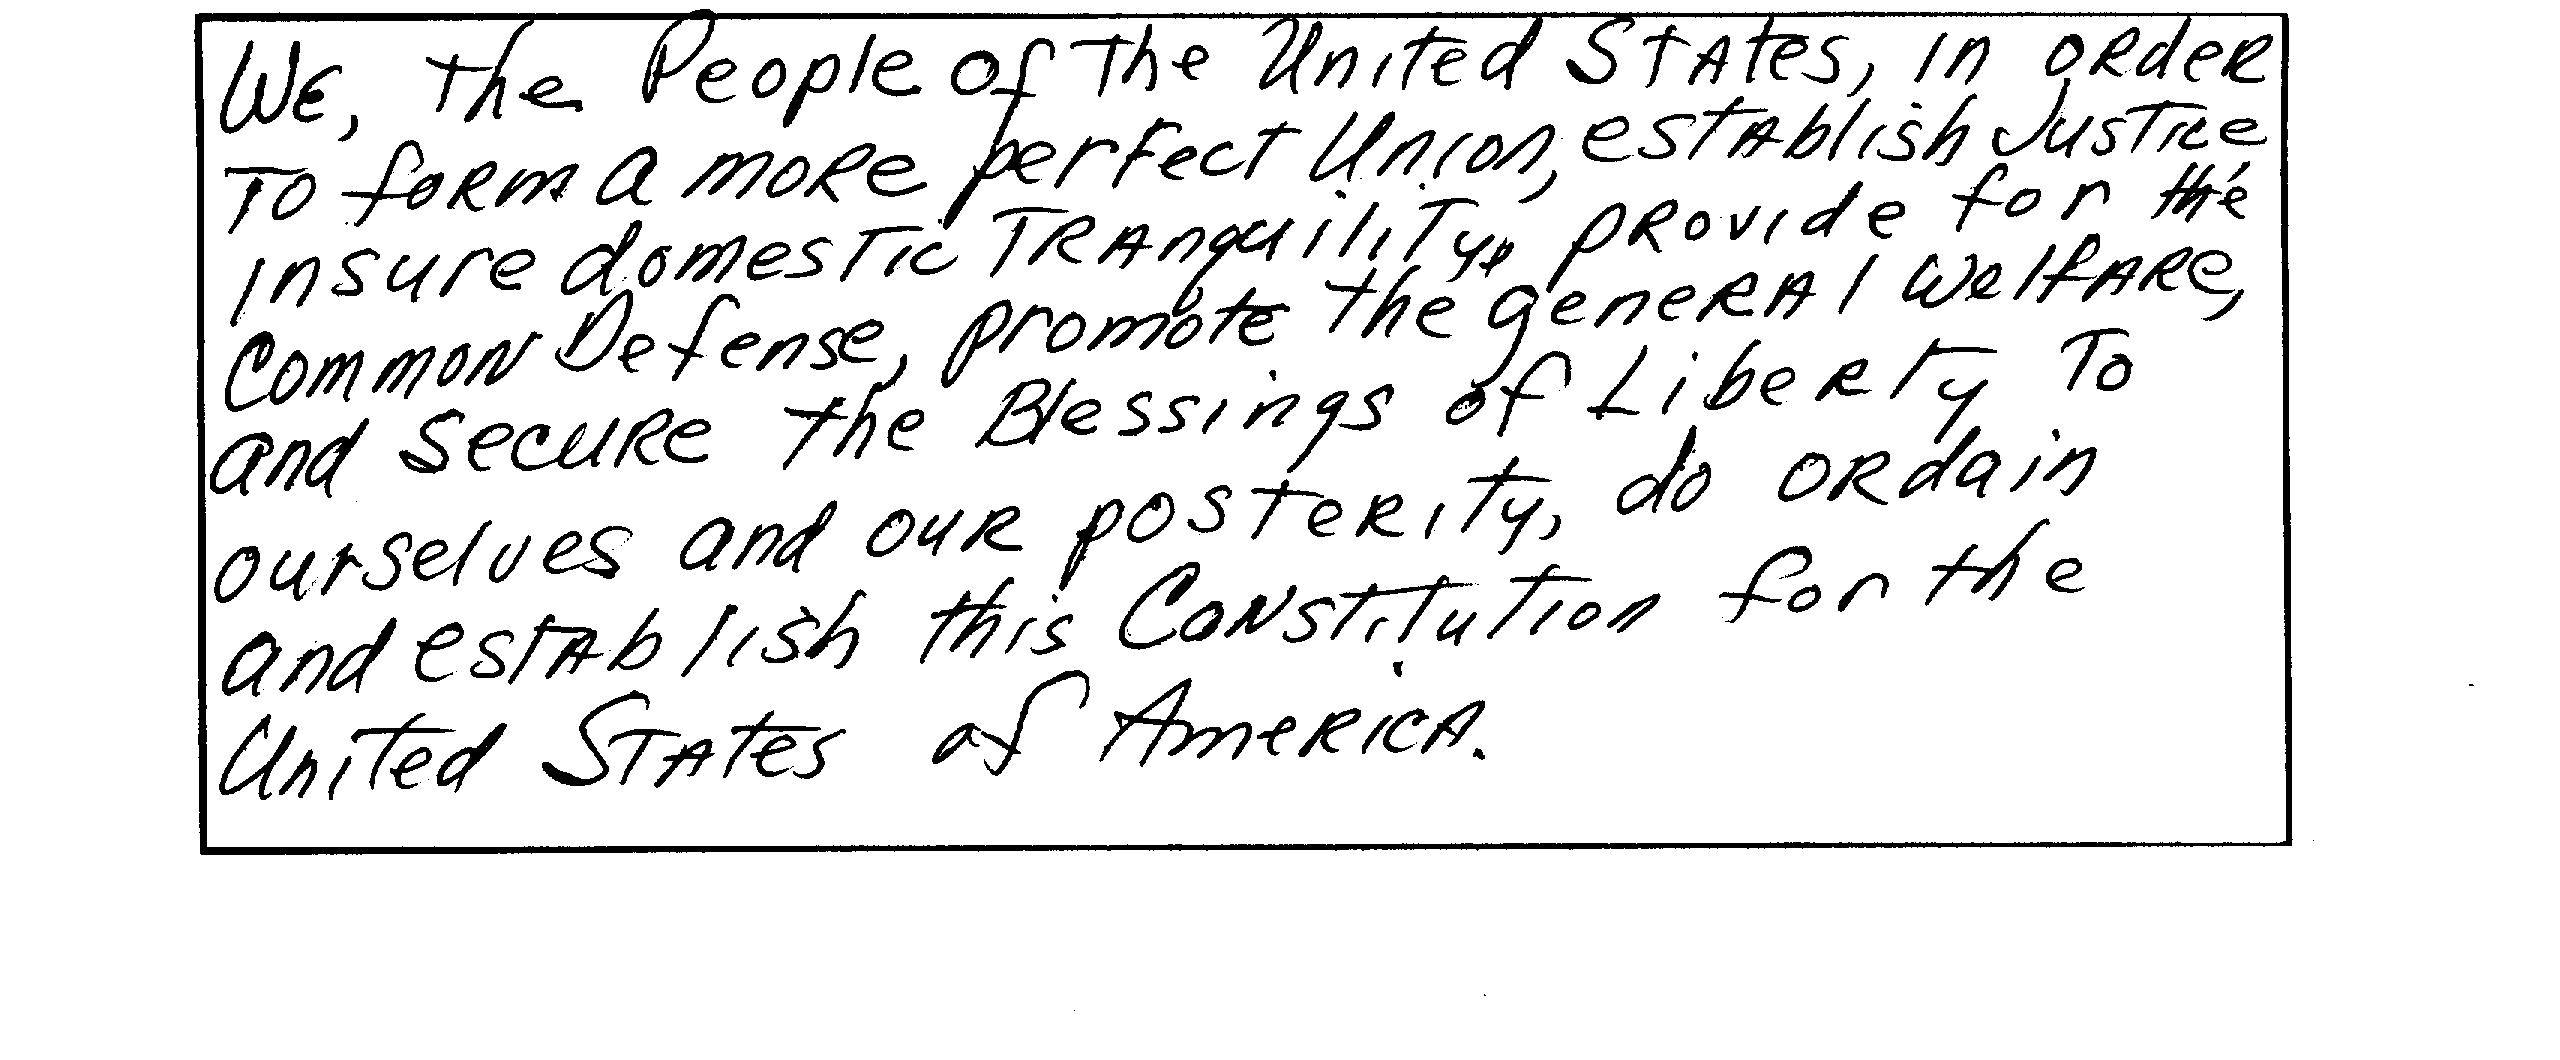 We, the People of the United States, in order
to form a more perfect Union, establish Justice
insure domestic Tranquility, provide for the
Common Defense, promote the general Welfare,
and secure the Blessings of Liberty To
ourselves and our posterity, do ordain
and establish this Constitution for the
United States of America.